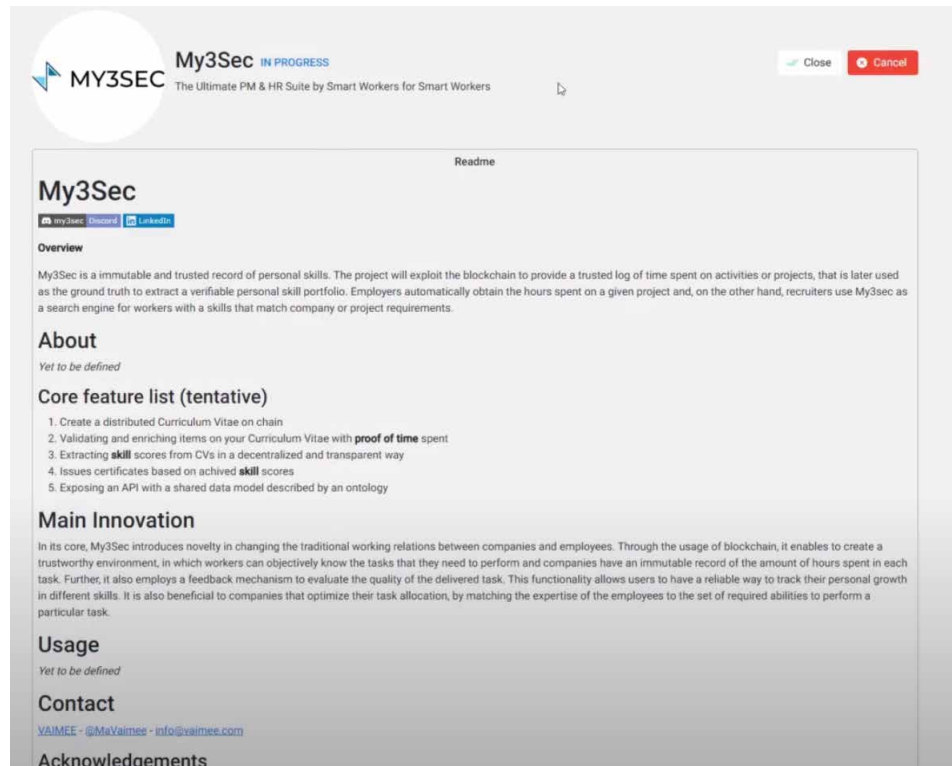 MY3SEC
My3Sec IN PROGRESS
The Ultimate PM & HR Suite by Smart Workers for Smart Workers
Close
Cancel
Readme
My3Sec
my3sec Discord in LinkedIn
Overview
My3Sec is a immutable and trusted record of personal skills. The project will exploit the blockchain to provide a trusted log of time spent on activities or projects, that is later used
as the ground truth to extract a verifiable personal skill portfolio. Employers automatically obtain the hours spent on a given project and, on the other hand, recruiters use My3sec as
a search engine for workers with a skills that match company or project requirements.
About
Yet to be defined
Core feature list (tentative)
1. Create a distributed Curriculum Vitae on chain
2. Validating and enriching items on your Curriculum Vitae with proof of time spent
3. Extracting skill scores from CVs in a decentralized and transparent way
4. Issues certificates based on achived skill scores
5. Exposing an API with a shared data model described by an ontology
Main Innovation
In its core, My3Sec introduces novelty in changing the traditional working relations between companies and employees. Through the usage of blockchain, it enables to create a
trustworthy environment, in which workers can objectively know the tasks that they need to perform and companies have an immutable record of the amount of hours spent in each
task. Further, it also employs a feedback mechanism to evaluate the quality of the delivered task. This functionality allows users to have a reliable way to track their personal growth
in different skills. It is also beneficial to companies that optimize their task allocation, by matching the expertise of the employees to the set of required abilities to perform a
particular task.
Usage
Yet to be defined
Contact
VAIMEE - @MaVaimee - info@vaimee.com
Acknowledgements